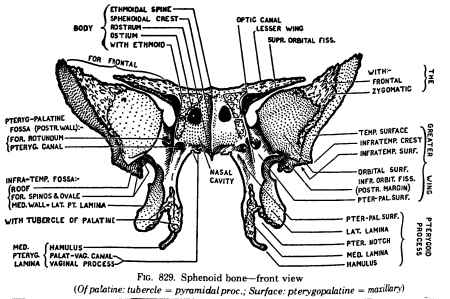 ETHMOIDAL SPINE
SPHENOIDAL CREST
BODY
ROSTRUM
OSTIUM
WITH ETHMOID
OPTIC CANAL
LESSER WING
SUPR. ORBITAL FISS.
FOR FRONTAL
WITH:-
FRONTAL
ZYGOMATIC
THE
PTERYG-PALATINE
FOSSA (POSTR. WALL):-
FOR. ROTUNDUM
PTERYG. CANAL
INFRA-TEMP. FOSSA:-
ROOF
FOR. SPINOS & OVALE
MED. WALL = LAT. PT. LAMINA
WITH TUBERCLE OF PALATINE
MED.
PTERYG.
LAMINA
HAMULUS
PALAT-VAG. CANAL
VAGINAL PROCESS
NASAL
CAVITY
TEMP. SURFACE
INFRATEMP. CREST
INFRATEMP. SURF.
ORBITAL SURF.
INFR. ORBIT. FISS.
(POSTR. MARGIN)
PTER-PAL. SURF.
GREATER
WING
PTER-PAL SURF.
LAT. LAMINA
PTER. NOTCH
MED. LAMINA
HAMULUS
PTERYGOID
PROCESS
FIG. 829. Sphenoid bone—front view
(Of palatine: tubercle = pyramidal proc.; Surface: pterygopalatine = maxillary)